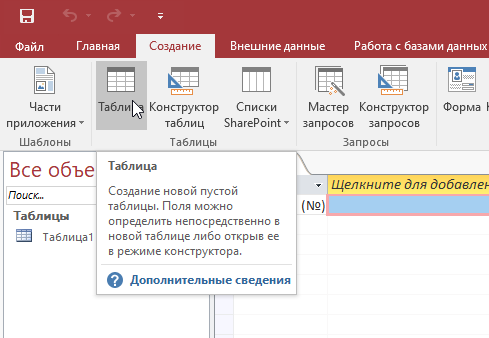 Файл Главная Создание Внешние данные Работа с базами данных
Части приложения
Таблица
Конструктор таблиц
Списки SharePoint
Мастер запросов
Конструктор запросов
Форма
Шаблоны Таблицы Запросы
Все объе
Поиск...
Таблицы
Таблица1
Таблица
Создание новой пустой
таблицы. Поля можно
определить непосредственно в
новой таблице либо открыв ее
в режиме конструктора.
Дополнительные сведения
Щелкните для добавлен
(№)